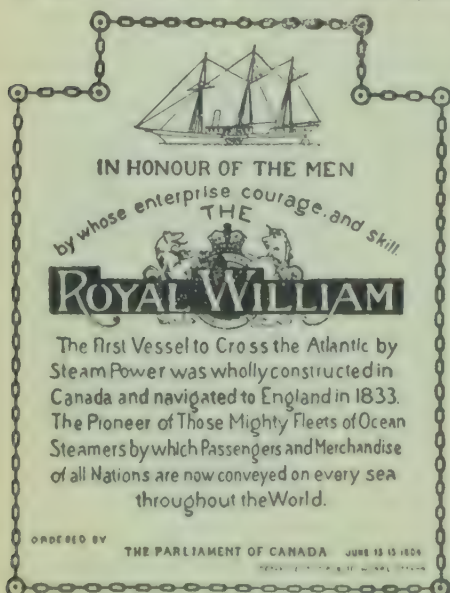 IN HONOUR OF THE MEN
by whose enterprise courage, and skill.
THE
ROYAL WILLIAM
The First Vessel to Cross the Atlantic by
Steam Power was wholly constructed in
Canada and navigated to England in 1833.
The Pioneer of Those Mighty Fleets of Ocean
Steamers by which Passengers and Merchandise
of all Nations are now conveyed on every sea
throughout the World.
ORDERED BY
THE PARLIAMENT OF CANADA JUNE 13 15